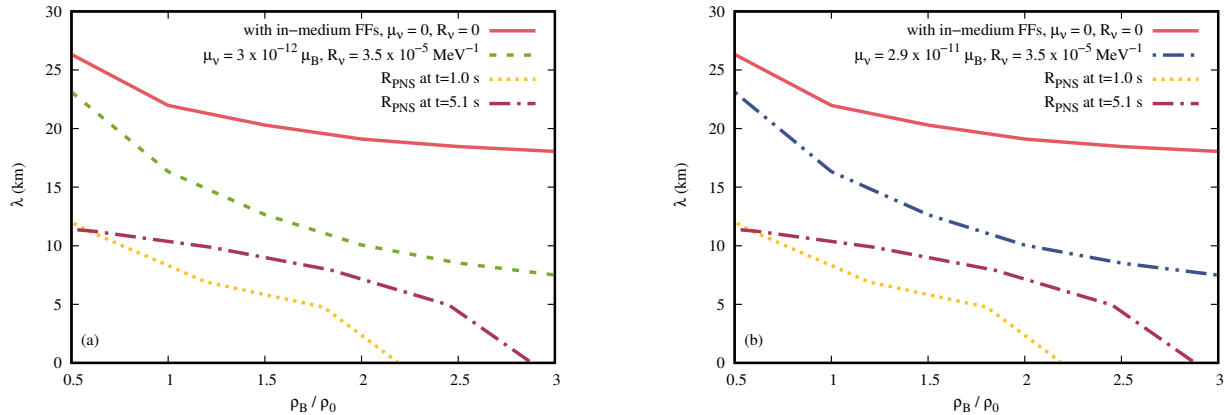 with in−medium FFs, μν = 0, Rν = 0
μν = 3 x 10−12 μB, Rν = 3.5 x 10−5 MeV−1
RPNS at t=1.0 s
RPNS at t=5.1 s
30
25
20
15
10
5
0
λ (km)
(a)
0.5 1 1.5 2 2.5 3
ρB / ρ0
with in−medium FFs, μν = 0, Rν = 0
μν = 2.9 x 10−11 μB, Rν = 3.5 x 10−5 MeV−1
RPNS at t=1.0 s
RPNS at t=5.1 s
30
25
20
15
10
5
0
λ (km)
(b)
0.5 1 1.5 2 2.5 3
ρB / ρ0